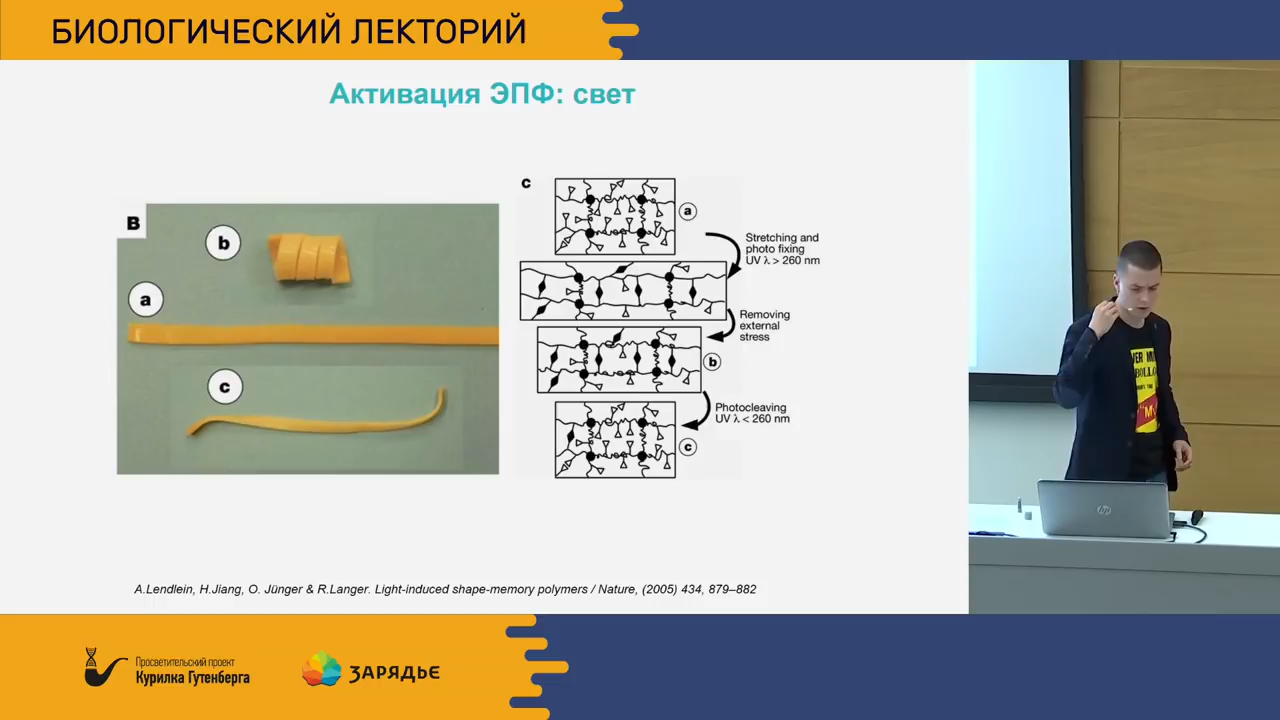 БИОЛОГИЧЕСКИЙ ЛЕКТОРИЙ
Активация ЭПФ: свет
B
b
a
c
c
a
Stretching and
photo fixing
UV λ > 260 nm
Removing
external
stress
b
Photocleaving
UV λ < 260 nm
c
A.Lendlein, H.Jiang, O. Jünger & R.Langer. Light-induced shape-memory polymers / Nature, (2005) 434, 879–882
hp
Просветительский проект
Курилка Гутенберга
ЗАРЯДЬЕ